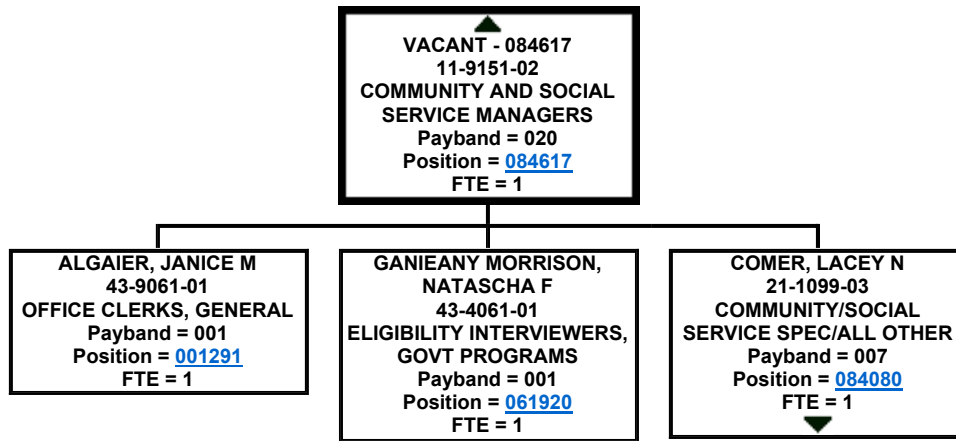 VACANT - 084617
11-9151-02
COMMUNITY AND SOCIAL
SERVICE MANAGERS
Payband = 020
Position = 084617
FTE = 1
ALGAIER, JANICE M
43-9061-01
OFFICE CLERKS, GENERAL
Payband = 001
Position = 001291
FTE = 1
GANIEANY MORRISON,
NATASCHA F
43-4061-01
ELIGIBILITY INTERVIEWERS,
GOVT PROGRAMS
Payband = 001
Position = 061920
FTE = 1
COMER, LACEY N
21-1099-03
COMMUNITY/SOCIAL
SERVICE SPEC/ALL OTHER
Payband = 007
Position = 084080
FTE = 1